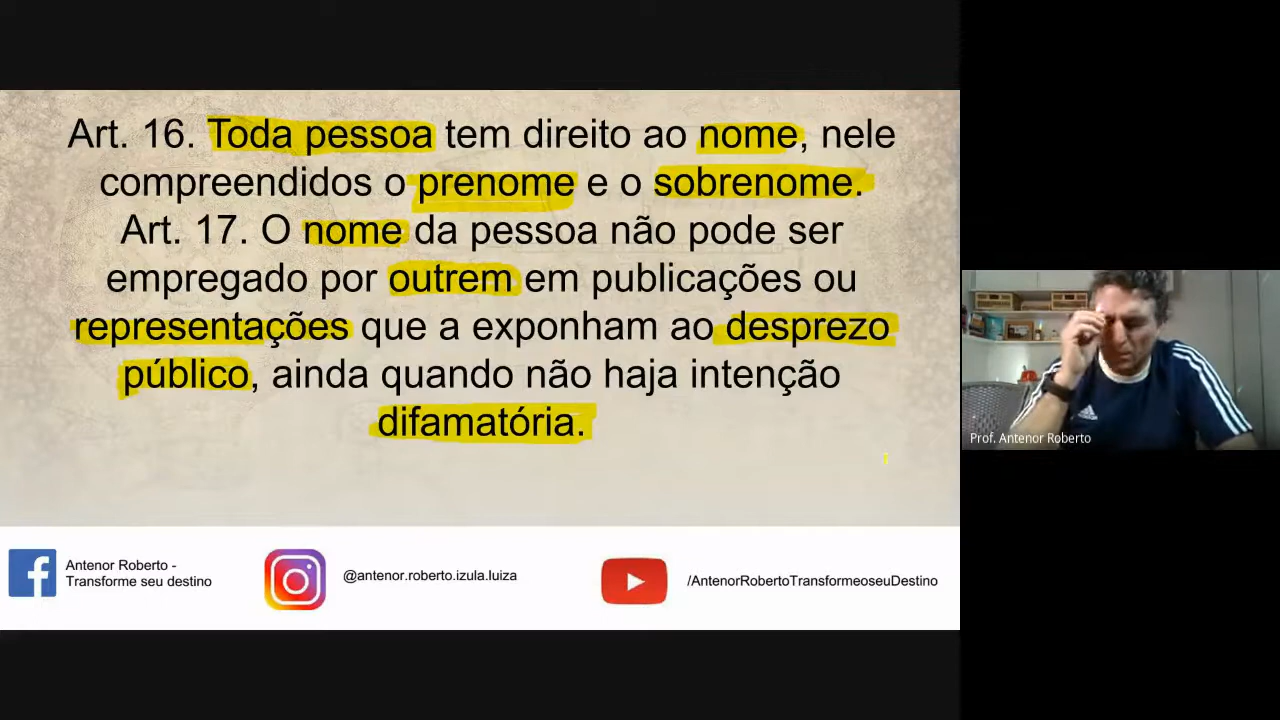 Art. 16. Toda pessoa tem direito ao nome, nele
compreendidos o prenome e o sobrenome.
Art. 17. O nome da pessoa não pode ser
empregado por outrem em publicações ou
representações que a exponham ao desprezo
público, ainda quando não haja intenção
difamatória.
Prof. Antenor Roberto
Antenor Roberto -
Transforme seu destino
@antenor.roberto.izula.luiza
/AntenorRobertoTransformeoseuDestino